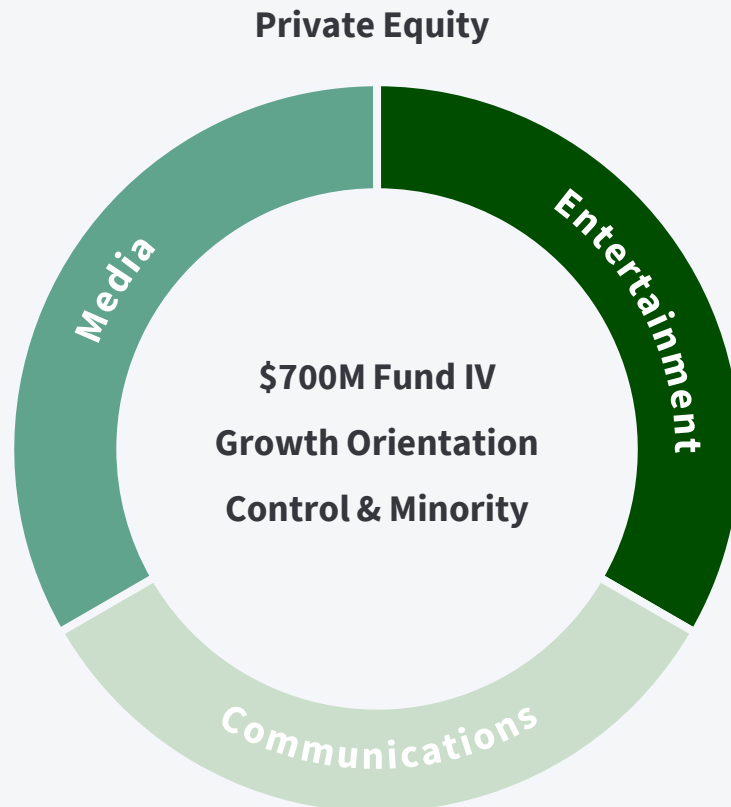 Private Equity
Media
Entertainment
$700M Fund IV
Growth Orientation
Control & Minority
Communications